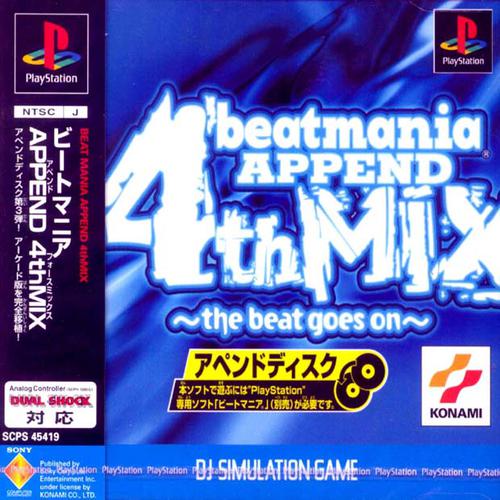 PlayStation
NTSC J
BEAT MANIA APPEND 4thMIX
ビートマニア
アペンド フォースミックス
APPEND 4thMIX
アペンドディスク第3弾! アーケード版を完全移植!
Analog Controller
DUAL SHOCK
対応
SCPS 45419
SONY
Published by
Sony Computer
Entertainment Inc.
under license by
KONAMI CO., LTD.
PlayStation
beatmania®
APPEND
4thMIX
~the beat goes on~
アペンドディスク
本ソフトで遊ぶには"PlayStation"
専用ソフト「ビートマニア。」(別売)が必要です。
KONAMI
DJ SIMULATION GAME
PlayStation PlayStation PlayStation PlayStation PlayStation PlayStation PlayStation